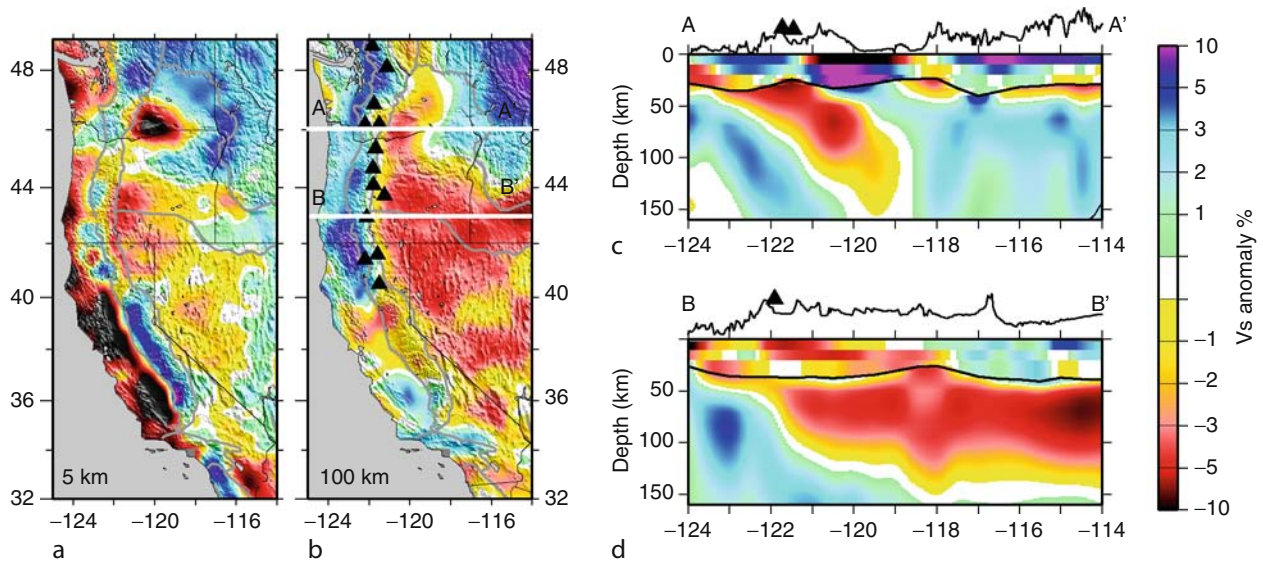 48
44
40
36
32
5 km
−124
−120
−116
a
A
A'
B
B'
100 km
48
44
40
36
32
−124
−120
−116
b
A
A'
0
50
100
150
Depth (km)
−124
−122
−120
−118
−116
−114
c
B
B'
50
100
150
Depth (km)
−124
−122
−120
−118
−116
−114
d
10
5
3
2
1
−1
−2
−3
−5
−10
Vs anomaly %